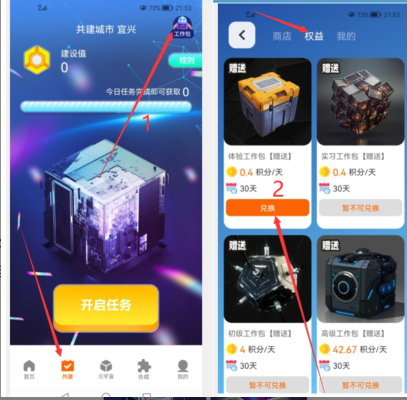 73% 21:53
共建城市 宜兴
工作包
建设值
0
规则
今日任务完成即可获取 0
1
开启任务
首页
共建
元宇宙
合成
我的
73% 21:53
商店
权益
我的
赠送
体验工作包【赠送】
0.4 积分/天
30天
兑换
2
实习工作包【赠送】
0.4 积分/天
30天
暂不可兑换
赠送
初级工作包【赠送】
4 积分/天
30天
暂不可兑换
赠送
高级工作包【赠送】
42.67 积分/天
30天
暂不可兑换